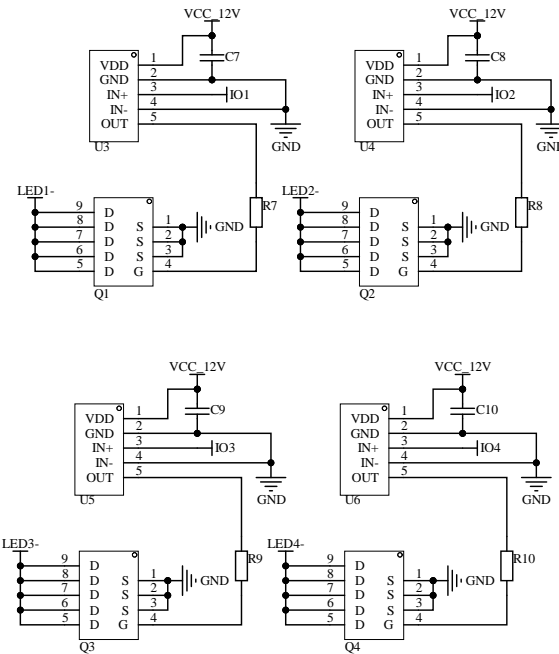 VCC_12V
C7
VDD 1
GND 2
IN+ 3
IN- 4
OUT 5
IO1
U3
GND
LED1-
R7
9 D
8 D S 1
7 D S 2
6 D S 3
5 D G 4
GND
Q1
VCC_12V
C8
VDD 1
GND 2
IN+ 3
IN- 4
OUT 5
IO2
U4
GND
LED2-
R8
9 D
8 D S 1
7 D S 2
6 D S 3
5 D G 4
GND
Q2
VCC_12V
C9
VDD 1
GND 2
IN+ 3
IN- 4
OUT 5
IO3
U5
GND
LED3-
R9
9 D
8 D S 1
7 D S 2
6 D S 3
5 D G 4
GND
Q3
VCC_12V
C10
VDD 1
GND 2
IN+ 3
IN- 4
OUT 5
IO4
U6
GND
LED4-
R10
9 D
8 D S 1
7 D S 2
6 D S 3
5 D G 4
GND
Q4